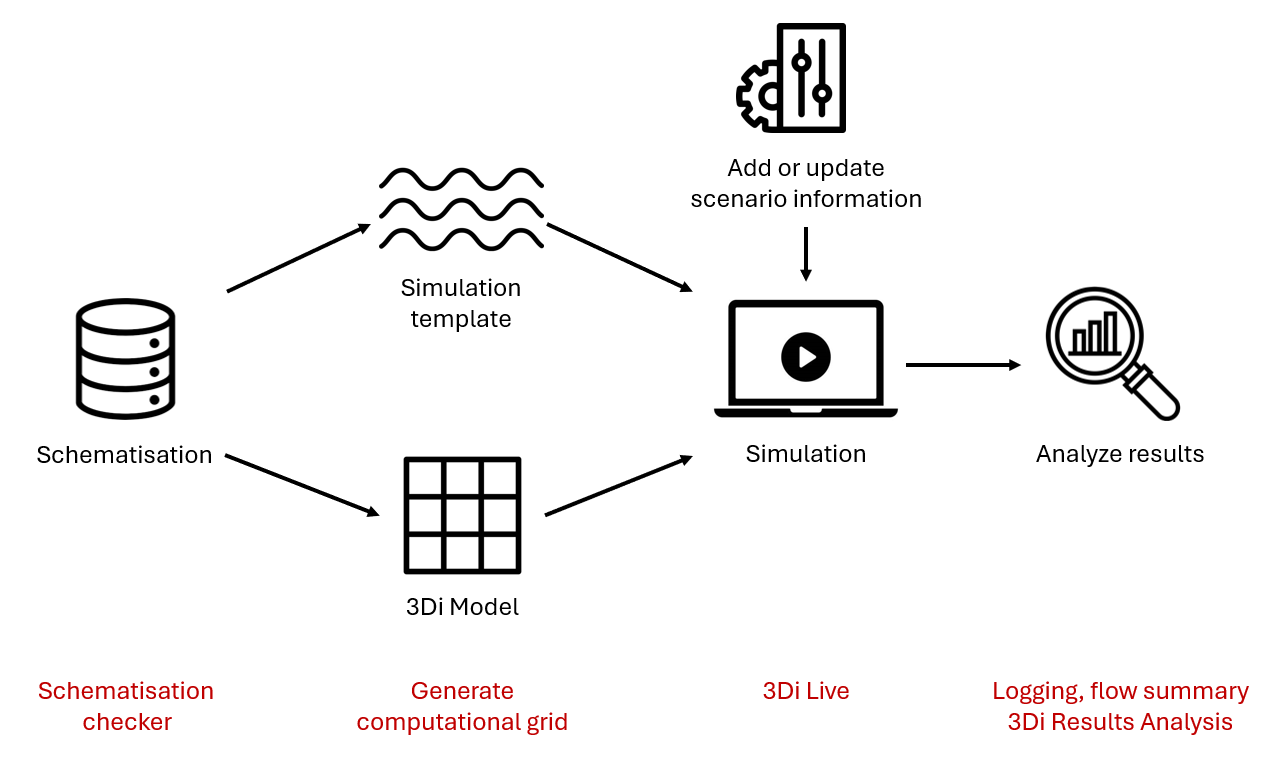 Add or update
scenario information
Simulation
template
Schematisation
Simulation
Analyze results
3Di Model
Schematisation
checker
Generate
computational grid
3Di Live
Logging, flow summary
3Di Results Analysis